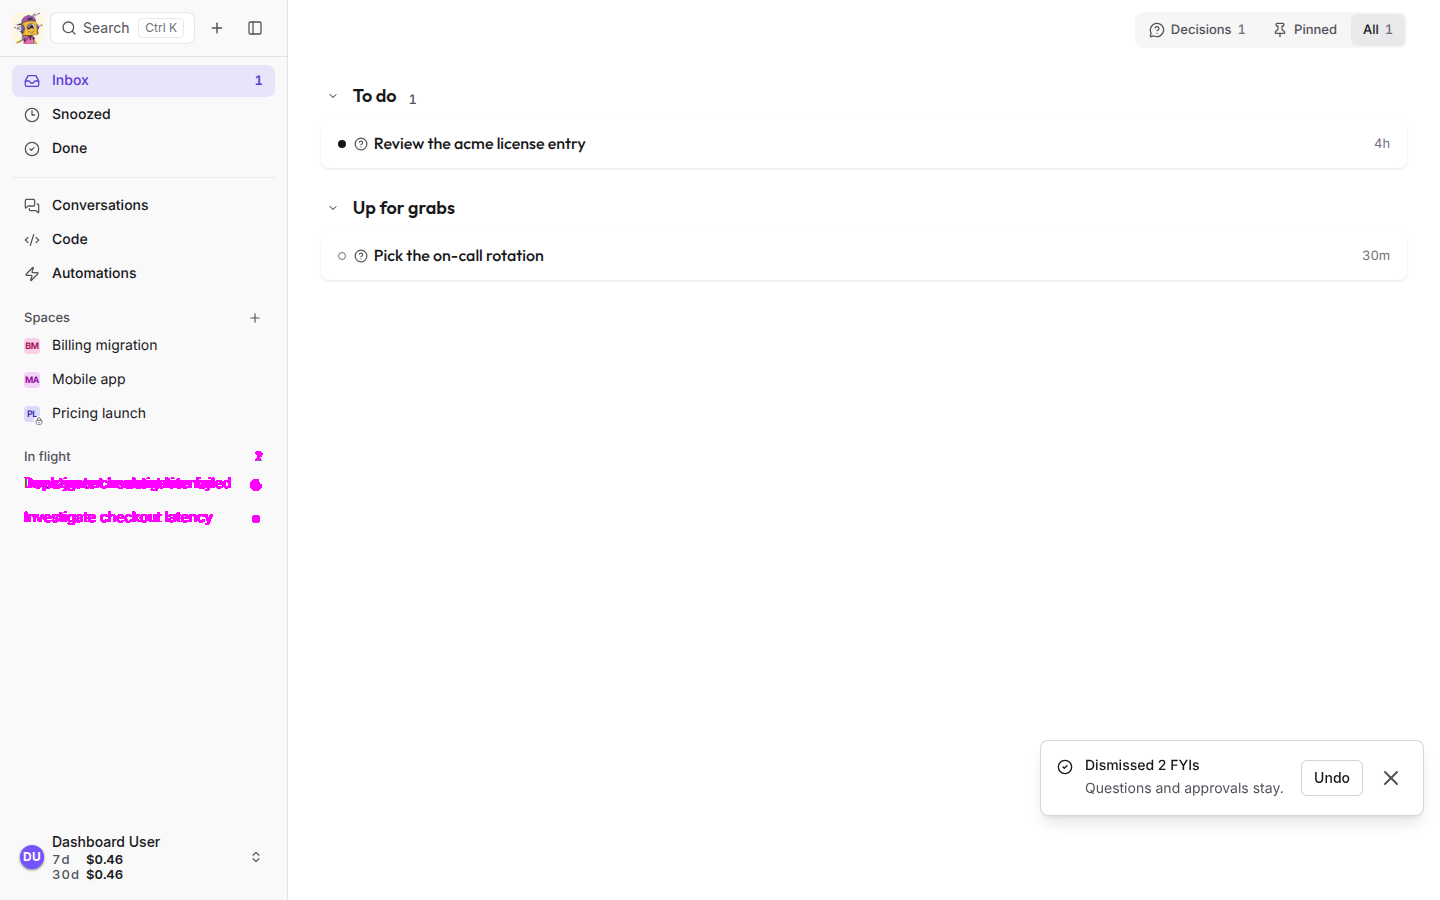 Search Ctrl K
Inbox 1
Snoozed
Done
Conversations
Code
Automations
Spaces
BM Billing migration
MA Mobile app
PL Pricing launch
In flight
Investigate checkout latency
DU Dashboard User
7d $0.46
30d $0.46
Decisions 1 Pinned All 1
To do 1
Review the acme license entry 4h
Up for grabs
Pick the on-call rotation 30m
Dismissed 2 FYIs
Questions and approvals stay.
Undo